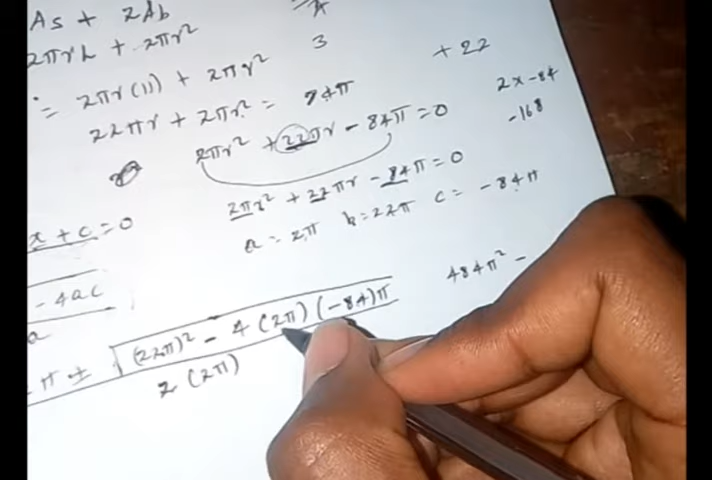 As + 2Ab
2πrh + 2πr²
= 2πr(11) + 2πr²
3
+ 22
22πr + 2πr² = 84π
2 x -84
-168
2πr² + 22πr - 84π = 0
2πr² + 22πr - 84π = 0
a = 2π b = 22π c = -84π
x + c = 0
- 4ac
a
484π² -
π ± √(22π)² - 4(2π)(-84)π
2(2π)